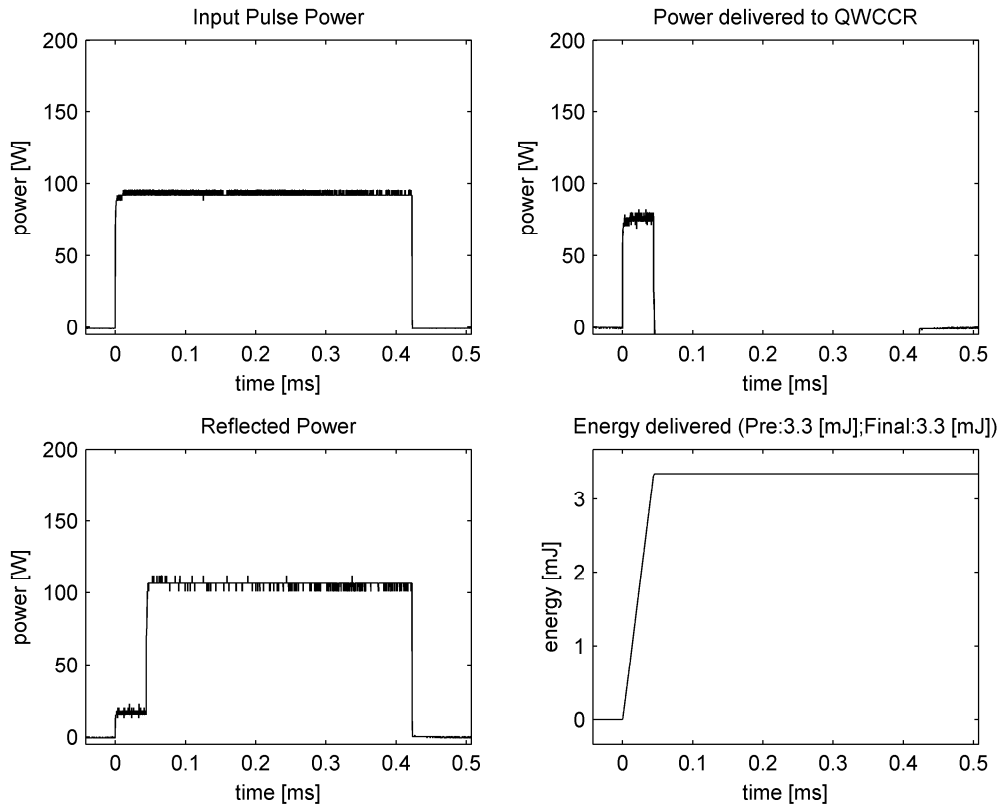 Input Pulse Power
200
150
100
50
0
power [W]
0 0.1 0.2 0.3 0.4 0.5
time [ms]
Power delivered to QWCCR
200
150
100
50
0
power [W]
0 0.1 0.2 0.3 0.4 0.5
time [ms]
Reflected Power
200
150
100
50
0
power [W]
0 0.1 0.2 0.3 0.4 0.5
time [ms]
Energy delivered (Pre:3.3 [mJ];Final:3.3 [mJ])
3
2
1
0
energy [mJ]
0 0.1 0.2 0.3 0.4 0.5
time [ms]